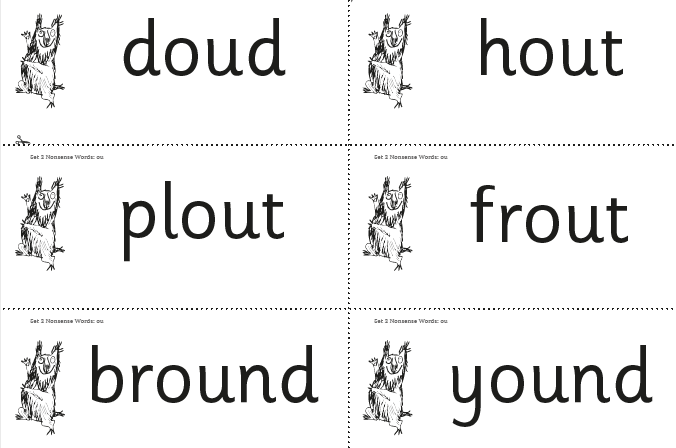 doud
hout
Set 2 Nonsense Words: ou
Set 2 Nonsense Words: ou
plout
frout
Set 2 Nonsense Words: ou
Set 2 Nonsense Words: ou
bround
yound